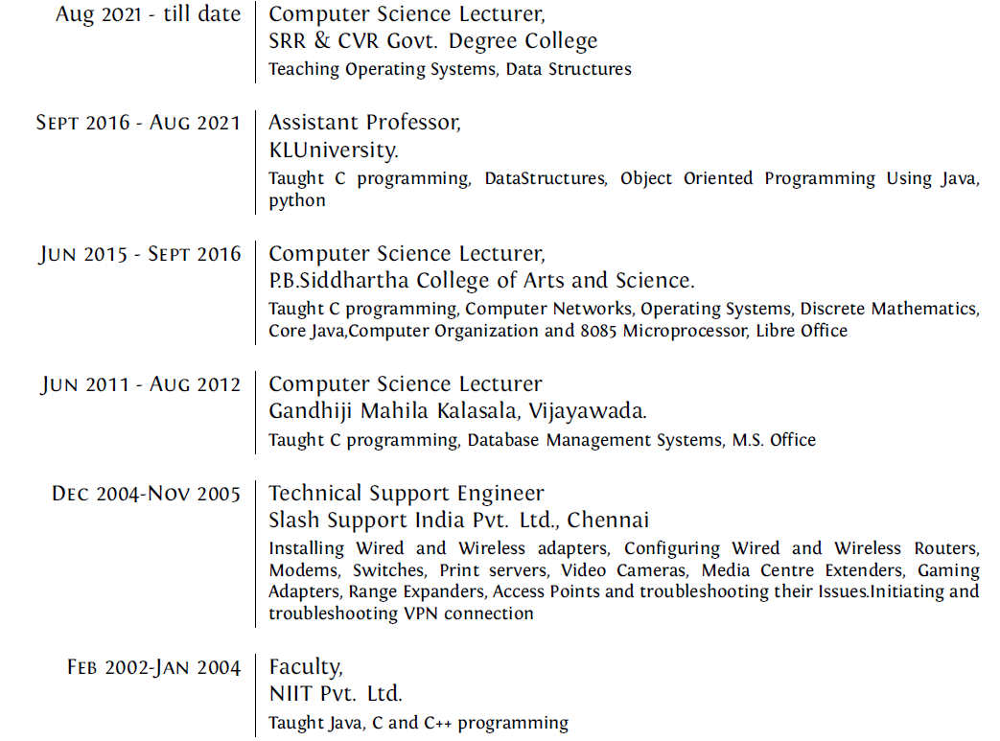 Aug 2021 - till date
Computer Science Lecturer,
SRR & CVR Govt. Degree College
Teaching Operating Systems, Data Structures
Sept 2016 - Aug 2021
Assistant Professor,
KLUniversity.
Taught C programming, DataStructures, Object Oriented Programming Using Java,
python
Jun 2015 - Sept 2016
Computer Science Lecturer,
P.B.Siddhartha College of Arts and Science.
Taught C programming, Computer Networks, Operating Systems, Discrete Mathematics,
Core Java,Computer Organization and 8085 Microprocessor, Libre Office
Jun 2011 - Aug 2012
Computer Science Lecturer
Gandhiji Mahila Kalasala, Vijayawada.
Taught C programming, Database Management Systems, M.S. Office
Dec 2004-Nov 2005
Technical Support Engineer
Slash Support India Pvt. Ltd., Chennai
Installing Wired and Wireless adapters, Configuring Wired and Wireless Routers,
Modems, Switches, Print servers, Video Cameras, Media Centre Extenders, Gaming
Adapters, Range Expanders, Access Points and troubleshooting their Issues.Initiating and
troubleshooting VPN connection
Feb 2002-Jan 2004
Faculty,
NIIT Pvt. Ltd.
Taught Java, C and C++ programming